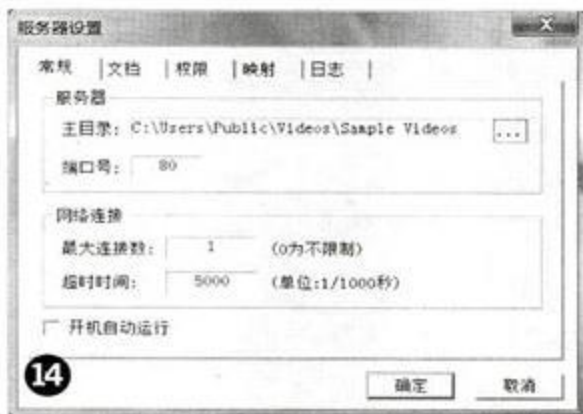 服务器设置
常规 | 文档 | 权限 | 映射 | 日志 |
服务器
主目录: C:\Users\Public\Videos\Sample Videos ...
端口号: 80
网络连接
最大连接数: 1 (0为不限制)
超时时间: 5000 (单位:1/1000秒)
开机自动运行
14
确定 取消